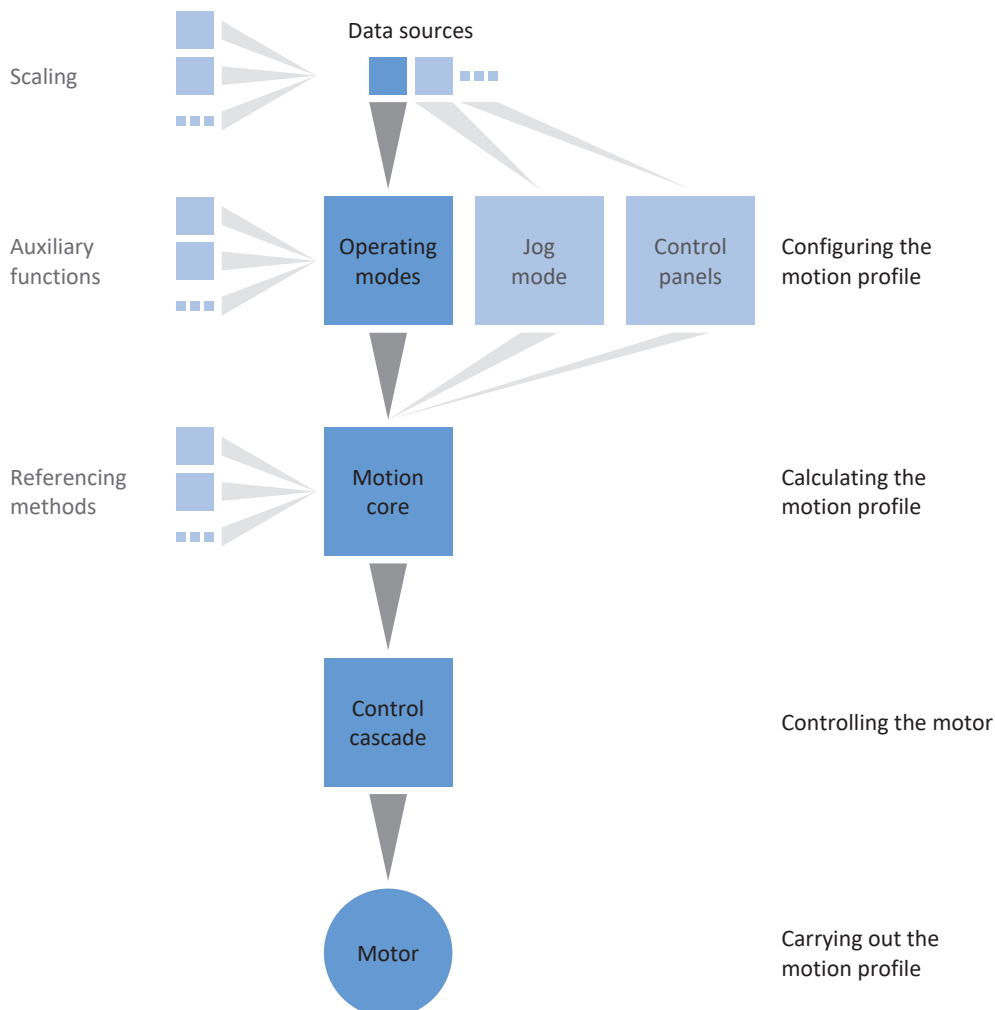 Data sources
Scaling
Auxiliary
functions
Operating
modes
Jog
mode
Control
panels
Configuring the
motion profile
Referencing
methods
Motion
core
Calculating the
motion profile
Control
cascade
Controlling the motor
Motor
Carrying out the
motion profile